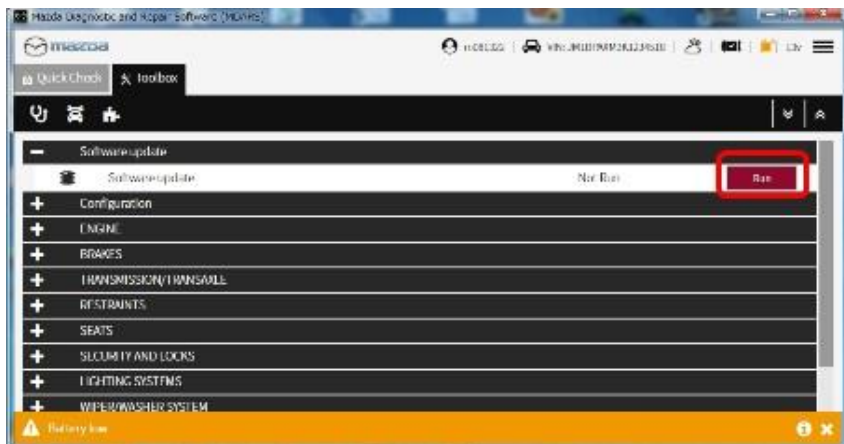 Mazda Diagnostic and Repair Software (MDARS)
mazda
VIN:
Quick Check
Toolbox
Software update
Software update Not Run Run
Configuration
ENGINE
BRAKES
TRANSMISSION/TRANSAXLE
RESTRAINTS
SEATS
SECURITY AND LOCKS
LIGHTING SYSTEMS
WIPER/WASHER SYSTEM
Battery low